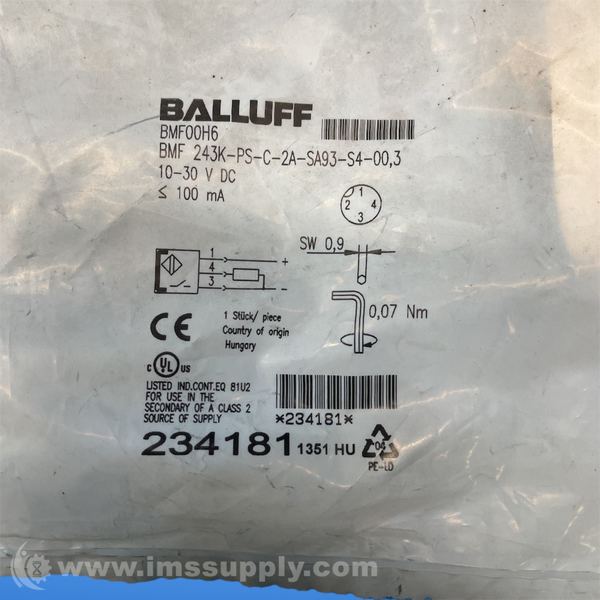 BALLUFF
BMF00H6
BMF 243K-PS-C-2A-SA93-S4-00,3
10-30 V DC
≤ 100 mA
1
2 4
3
SW 0,9
1 +
4
3 -
0,07 Nm
CE
1 Stück/ piece
Country of origin
Hungary
C UL US
LISTED IND.CONT.EQ 81U2
FOR USE IN THE
SECONDARY OF A CLASS 2
SOURCE OF SUPPLY
*234181*
234181 1351 HU
04
PE-LD
www.imssupply.com